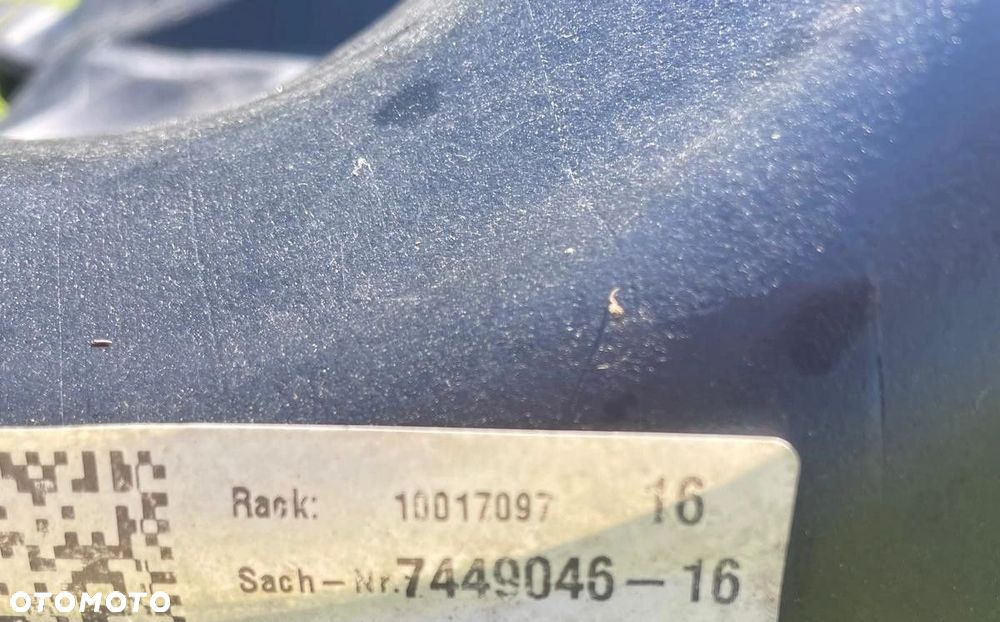 Rack: 10017097 16
Sach-Nr. 7449046-16
OTOMOTO